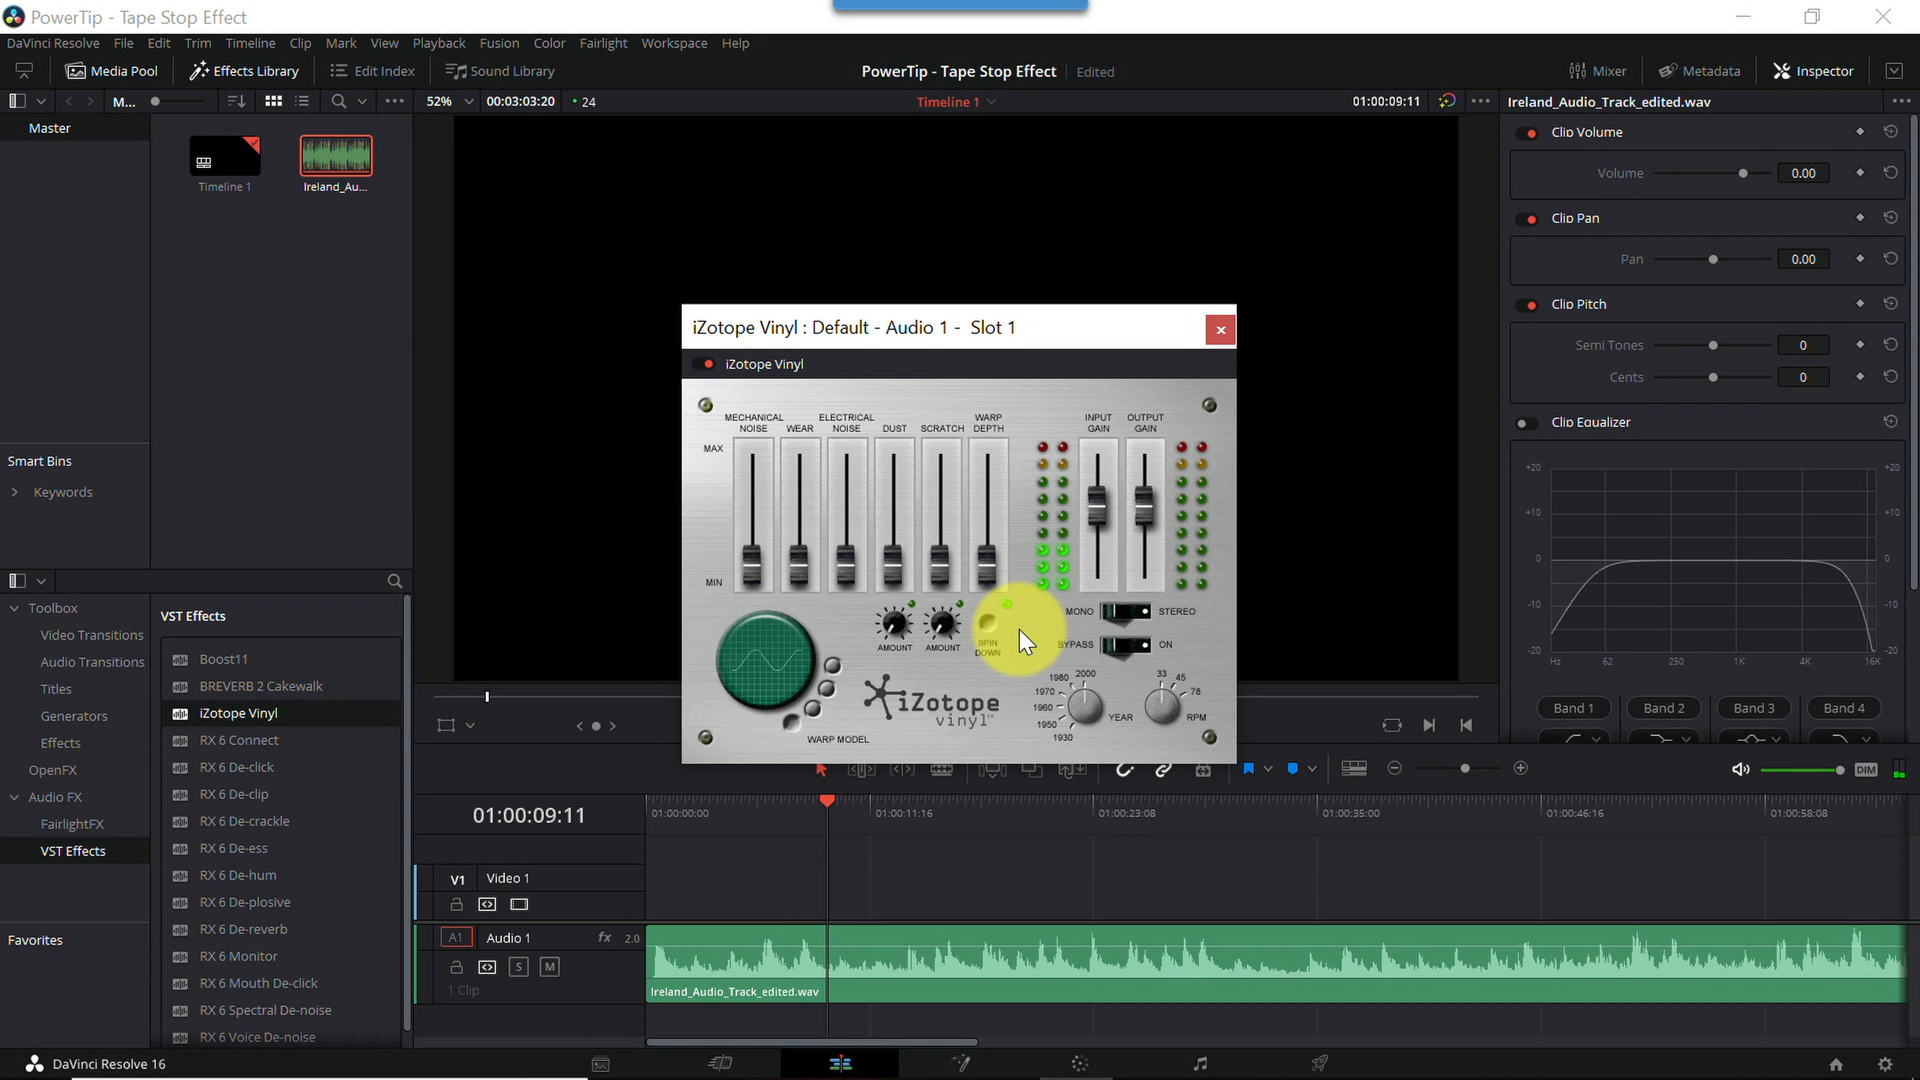 PowerTip - Tape Stop Effect
DaVinci Resolve File Edit Trim Timeline Clip Mark View Playback Fusion Color Fairlight Workspace Help
Media Pool Effects Library Edit Index Sound Library PowerTip - Tape Stop Effect Edited Mixer Metadata Inspector
M... 52% 00:03:03:20 24 Timeline 1 01:00:09:11 Ireland_Audio_Track_edited.wav
Master
Timeline 1
Ireland_Au...
Clip Volume
Volume 0.00
Clip Pan
Pan 0.00
Clip Pitch
Semi Tones 0
Cents 0
Clip Equalizer
+20 +20
+10 +10
0 0
-10 -10
-20 -20
Hz 62 250 1K 4K 16K
Band 1 Band 2 Band 3 Band 4
iZotope Vinyl : Default - Audio 1 - Slot 1
iZotope Vinyl
MECHANICAL NOISE
WEAR
ELECTRICAL NOISE
DUST
SCRATCH
WARP DEPTH
INPUT GAIN
OUTPUT GAIN
MAX
MIN
MONO STEREO
AMOUNT AMOUNT
SPIN DOWN
BYPASS ON
iZotope
vinyl
WARP MODEL
2000
1980
1970
1960
1950
1930
YEAR
33 45
78
RPM
Smart Bins
Keywords
Toolbox
Video Transitions
Audio Transitions
Titles
Generators
Effects
OpenFX
Audio FX
FairlightFX
VST Effects
Favorites
VST Effects
Boost11
BREVERB 2 Cakewalk
iZotope Vinyl
RX 6 Connect
RX 6 De-click
RX 6 De-clip
RX 6 De-crackle
RX 6 De-ess
RX 6 De-hum
RX 6 De-plosive
RX 6 De-reverb
RX 6 Monitor
RX 6 Mouth De-click
RX 6 Spectral De-noise
RX 6 Voice De-noise
DIM
01:00:09:11
01:00:00:00 01:00:11:16 01:00:23:08 01:00:35:00 01:00:46:16 01:00:58:08
V1 Video 1
A1 Audio 1 fx 2.0
S M
1 Clip
Ireland_Audio_Track_edited.wav
DaVinci Resolve 16